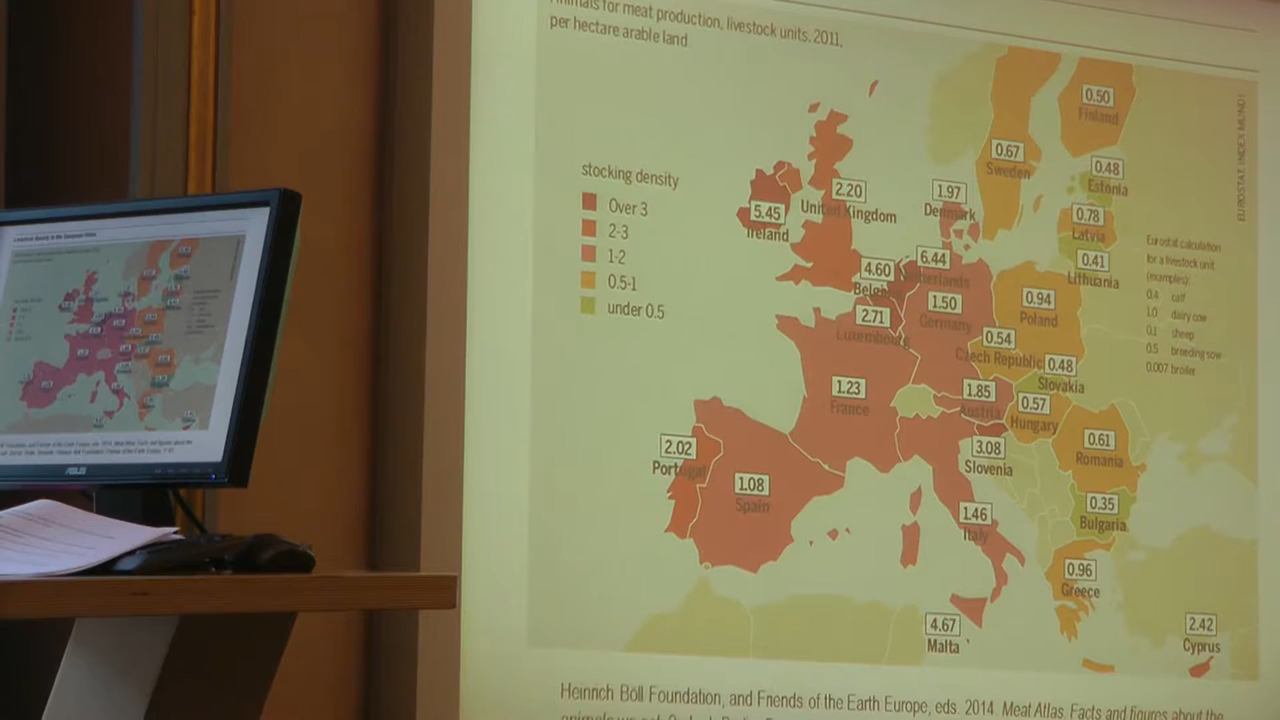 Animals for meat production, livestock units, 2011,
per hectare arable land
stocking density
Over 3
2-3
1-2
0.5-1
under 0.5
0.50
Finland
0.67
Sweden
0.48
Estonia
0.78
Latvia
0.41
Lithuania
1.97
Denmark
2.20
United Kingdom
5.45
Ireland
6.44
4.60
2.71
Luxembourg
1.50
Germany
0.94
Poland
0.54
Czech Republic
0.48
Slovakia
1.23
France
1.85
Austria
0.57
Hungary
3.08
Slovenia
0.61
Romania
0.35
Bulgaria
2.02
Portugal
1.08
Spain
1.46
Italy
0.96
Greece
4.67
Malta
2.42
Cyprus
EUROSTAT, INDEX MUNDI
Eurostat calculation
for a livestock unit
(examples):
0.4 calf
1.0 dairy cow
0.1 sheep
0.5 breeding sow
0.007 broiler
Heinrich Böll Foundation, and Friends of the Earth Europe, eds. 2014. Meat Atlas. Facts and figures about the
ASUS